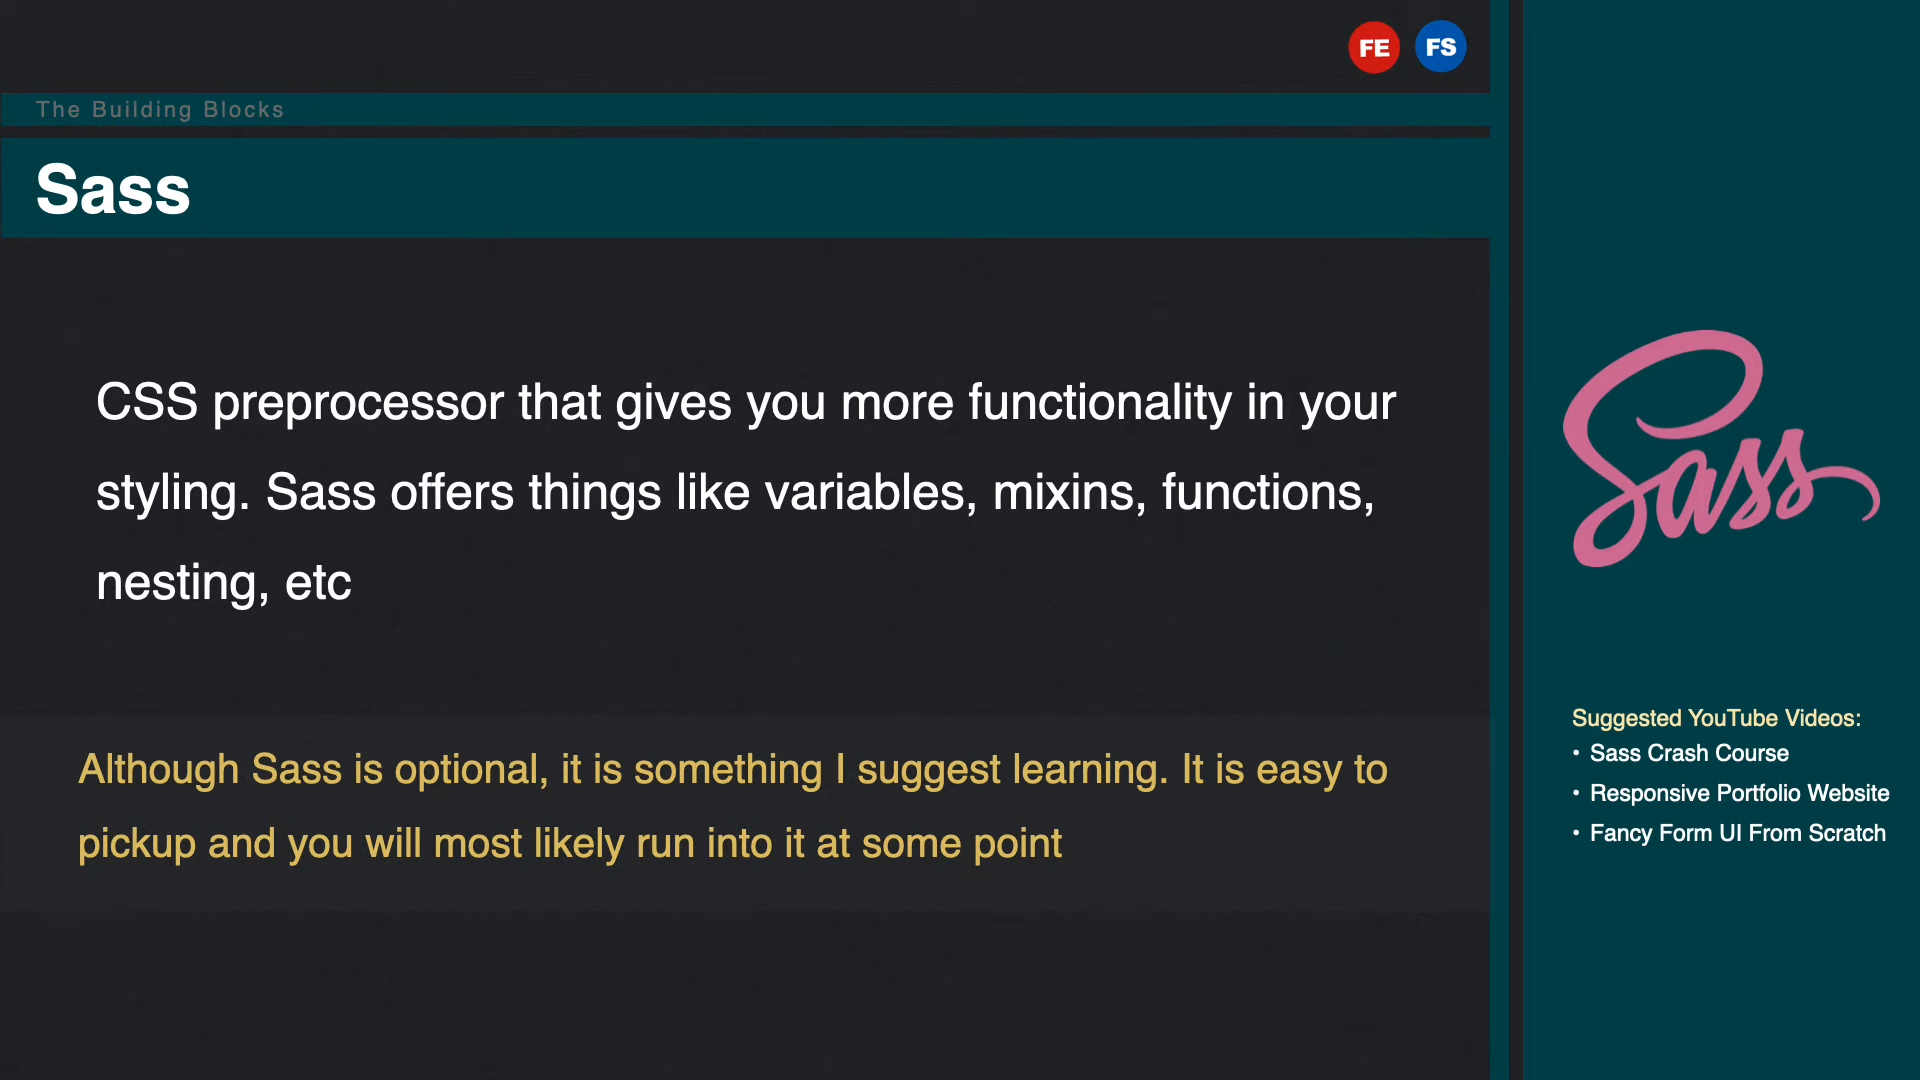 FE FS
The Building Blocks
Sass
CSS preprocessor that gives you more functionality in your
styling. Sass offers things like variables, mixins, functions,
nesting, etc
Although Sass is optional, it is something I suggest learning. It is easy to
pickup and you will most likely run into it at some point
Sass
Suggested YouTube Videos:
• Sass Crash Course
• Responsive Portfolio Website
• Fancy Form UI From Scratch